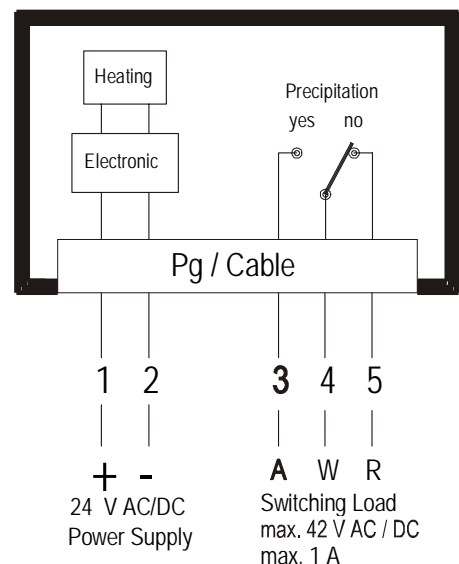 Heating
Electronic
Precipitation
yes no
Pg / Cable
1 2 3 4 5
+ - A W R
24 V AC/DC
Power Supply
Switching Load
max. 42 V AC / DC
max. 1 A